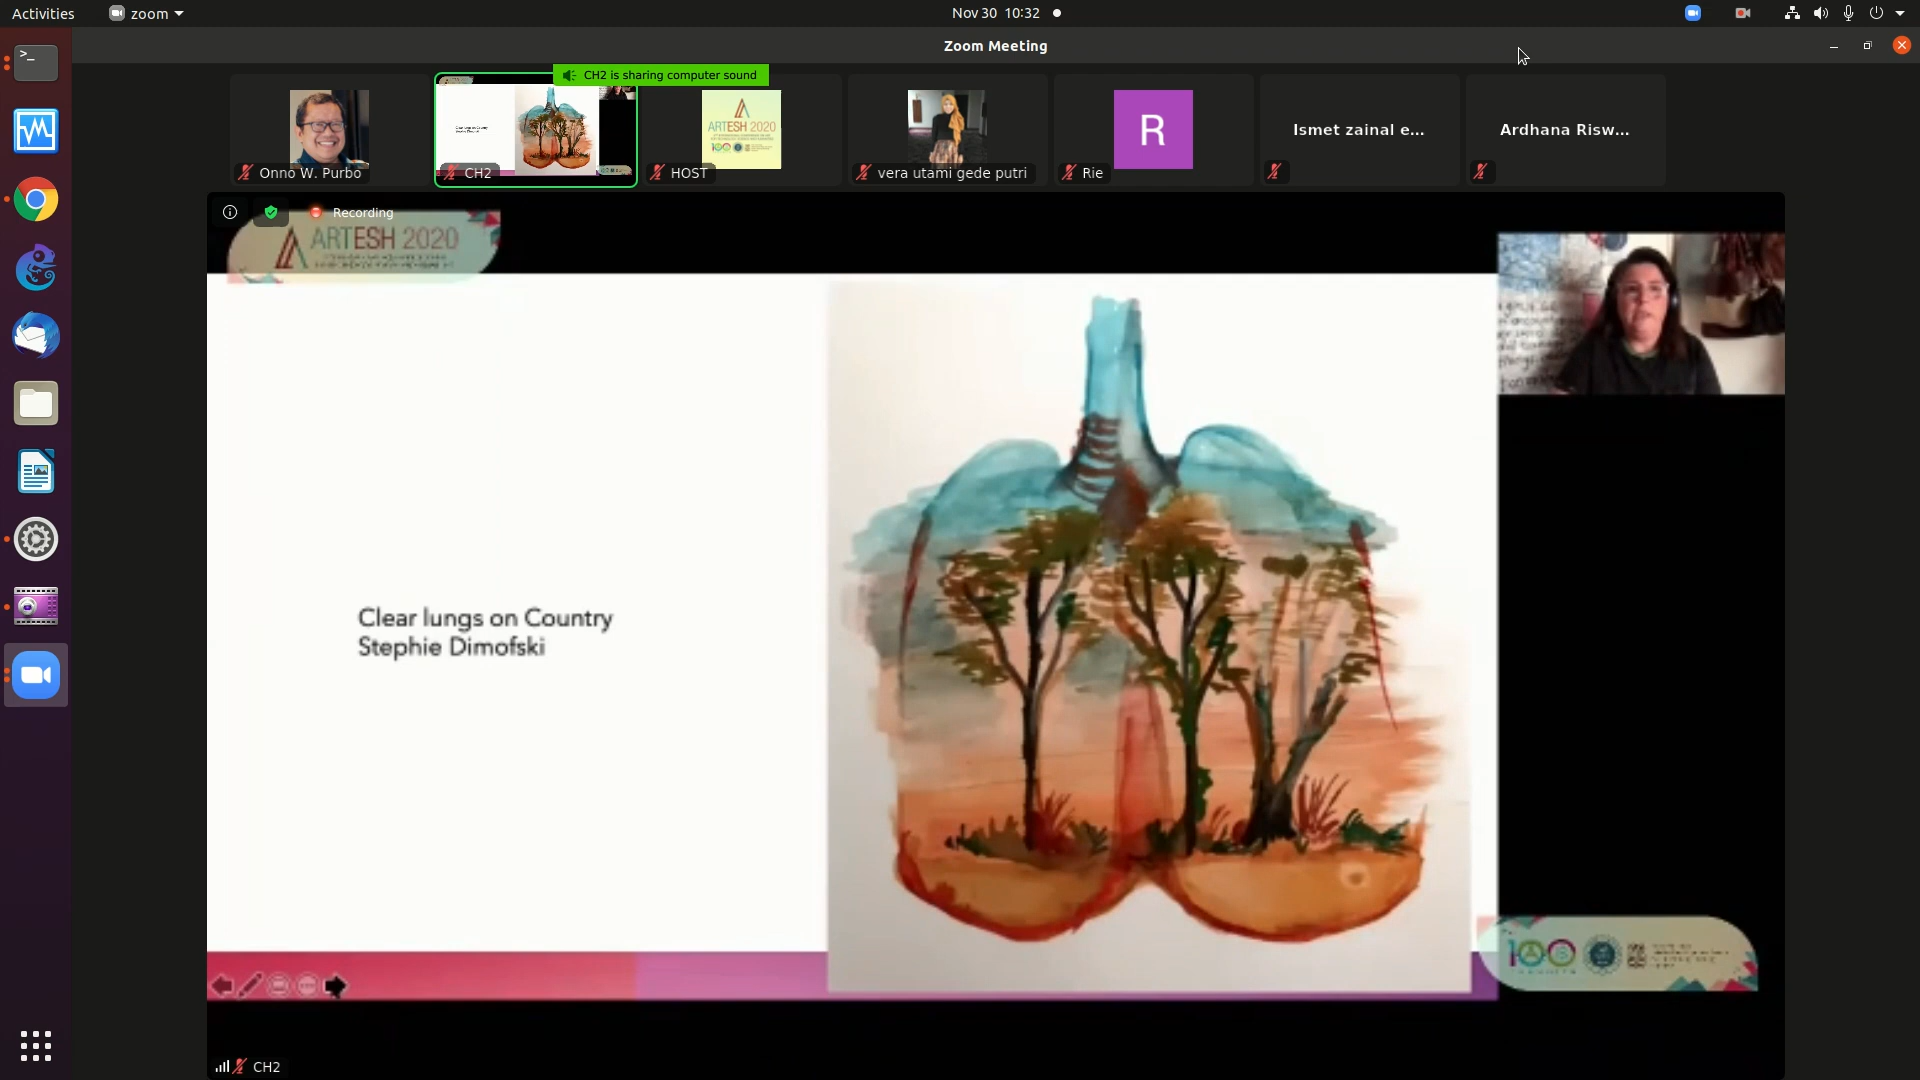 Activities
zoom
Nov 30 10:32
Zoom Meeting
CH2 is sharing computer sound
Onno W. Purbo
CH2
ARTESH 2020
HOST
vera utami gede putri
R
Rie
Ismet zainal e...
Ardhana Risw...
Recording
ARTESH 2020
Clear lungs on Country
Stephie Dimofski
100
CH2